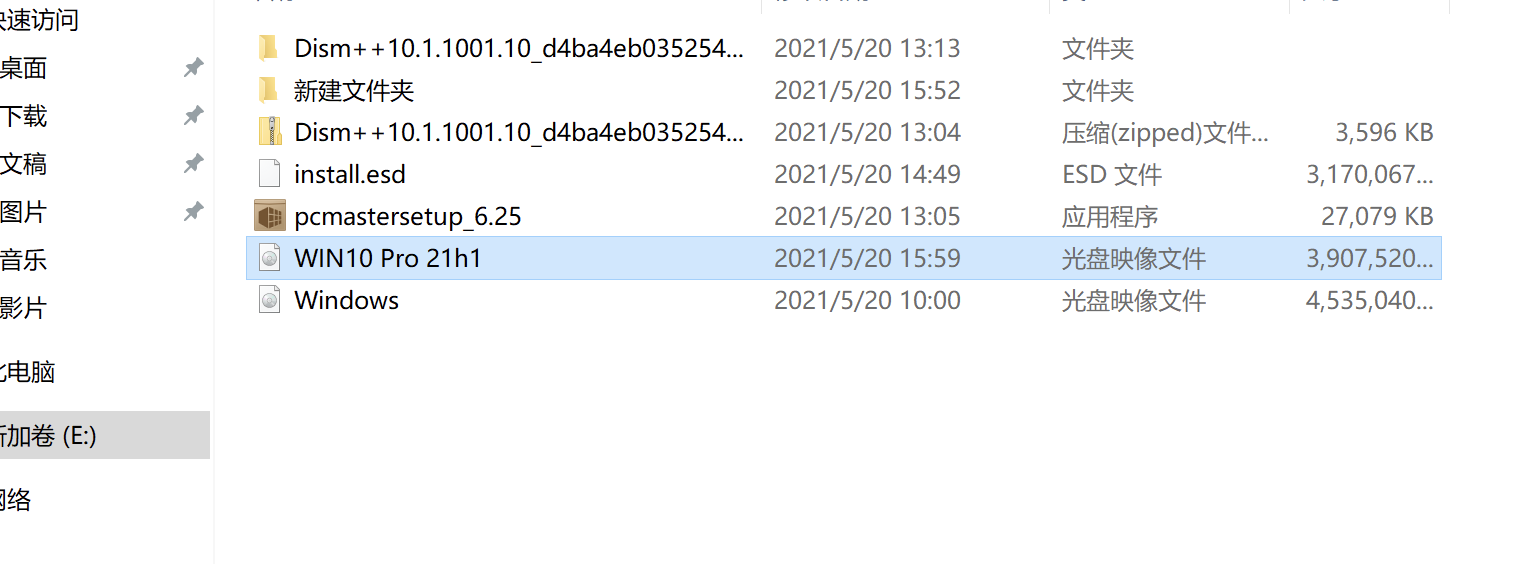 速访问
桌面
下载
文稿
图片
音乐
影片
电脑
加卷 (E:)
络
Dism++10.1.1001.10_d4ba4eb035254... 2021/5/20 13:13 文件夹
新建文件夹 2021/5/20 15:52 文件夹
Dism++10.1.1001.10_d4ba4eb035254... 2021/5/20 13:04 压缩(zipped)文件... 3,596 KB
install.esd 2021/5/20 14:49 ESD 文件 3,170,067...
pcmastersetup_6.25 2021/5/20 13:05 应用程序 27,079 KB
WIN10 Pro 21h1 2021/5/20 15:59 光盘映像文件 3,907,520...
Windows 2021/5/20 10:00 光盘映像文件 4,535,040...